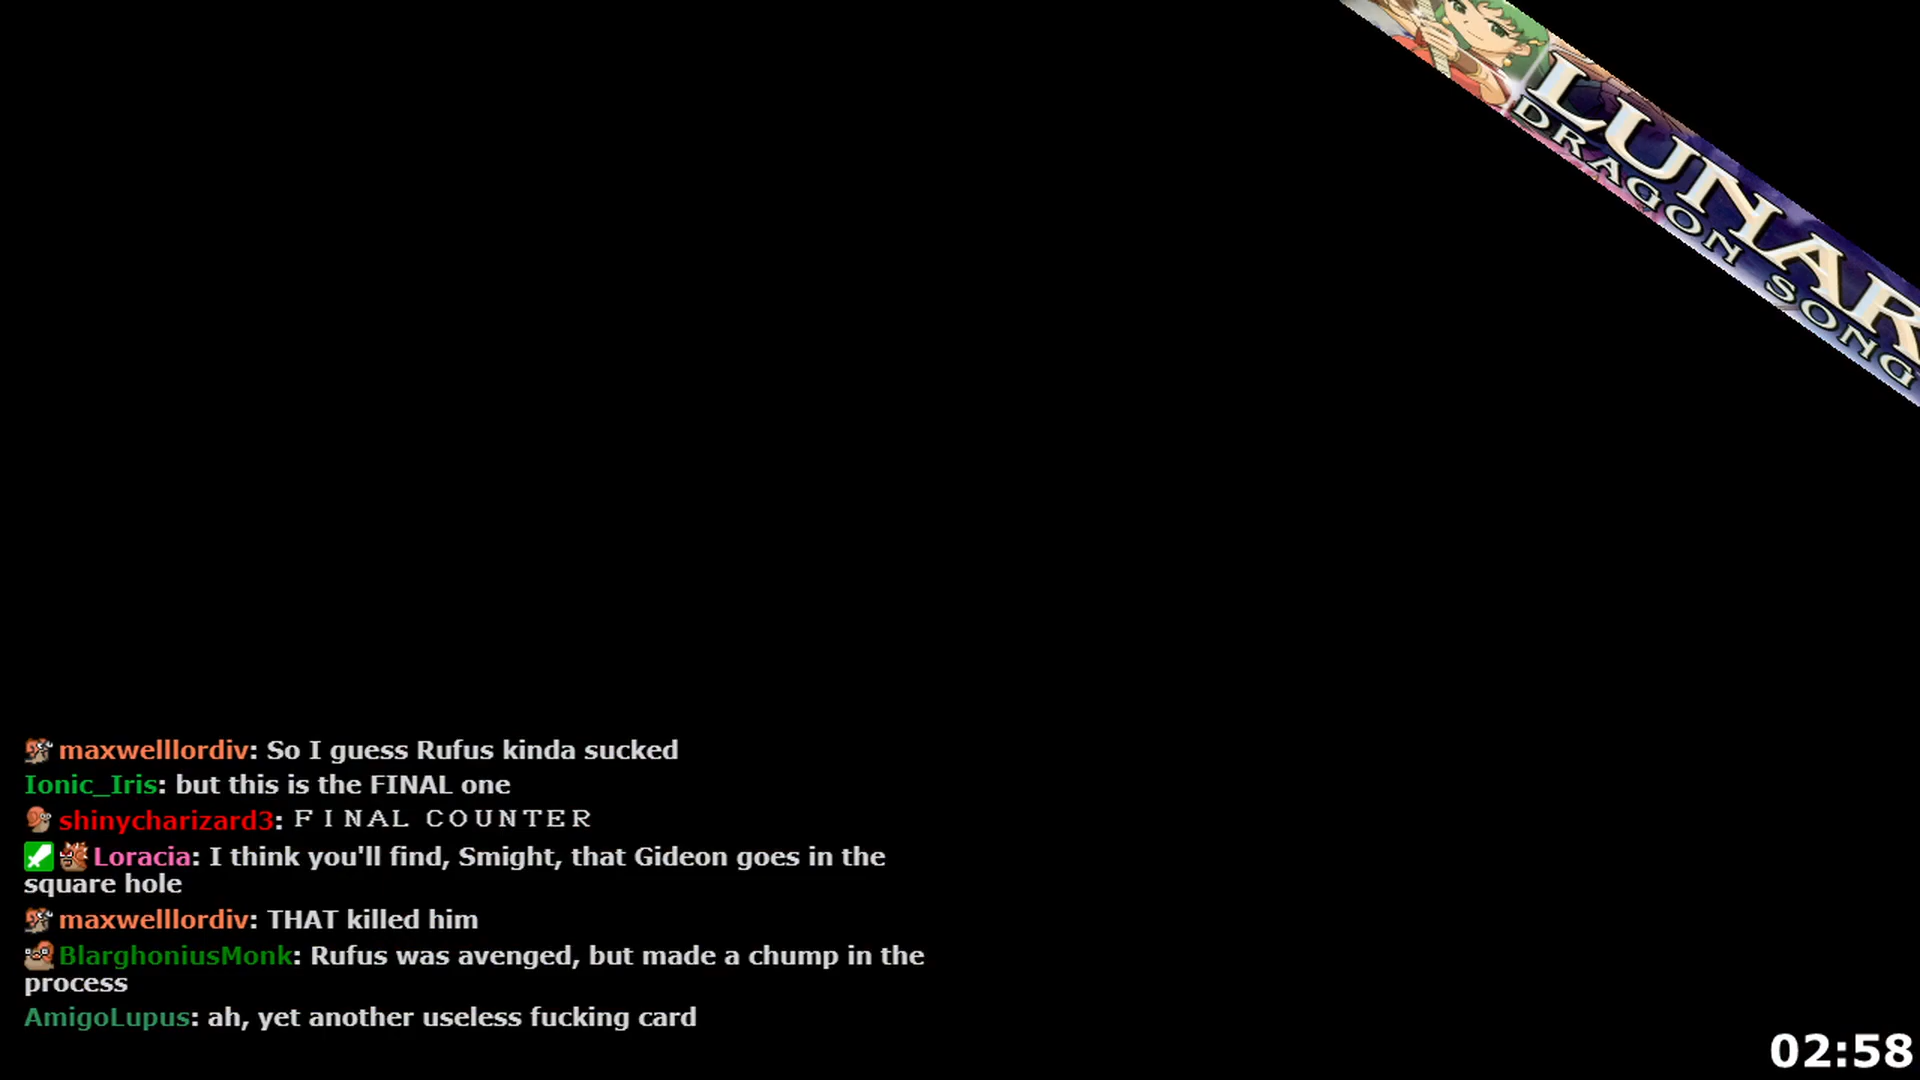 LUNAR
DRAGON SONG
maxwelllordiv: So I guess Rufus kinda sucked
Ionic_Iris: but this is the FINAL one
shinycharizard3: ＦＩＮＡＬ ＣＯＵＮＴＥＲ
Loracia: I think you'll find, Smight, that Gideon goes in the
square hole
maxwelllordiv: THAT killed him
BlarghoniusMonk: Rufus was avenged, but made a chump in the
process
AmigoLupus: ah, yet another useless fucking card
02:58